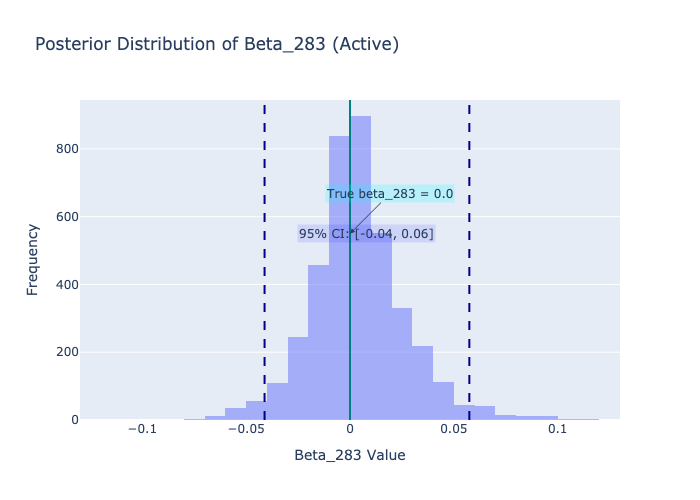 Posterior Distribution of Beta_283 (Active)
Frequency
800
600
400
200
0
True beta_283 = 0.0
95% CI: [-0.04, 0.06]
−0.1
−0.05
0
0.05
0.1
Beta_283 Value